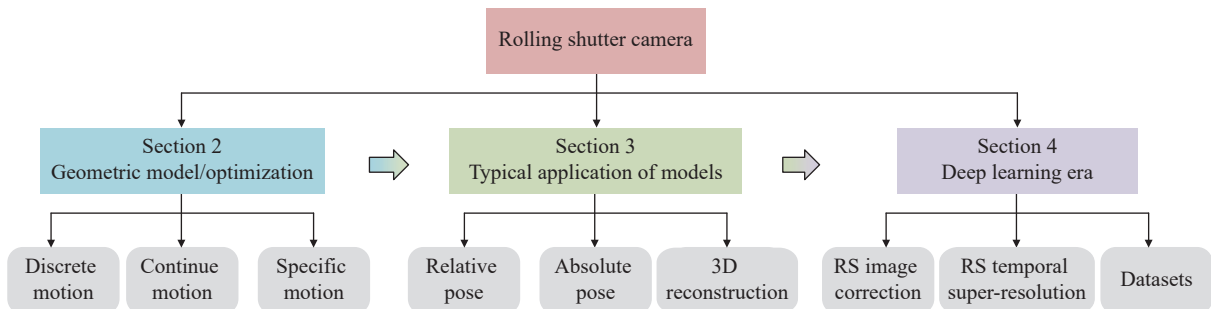 Rolling shutter camera
Section 2
Geometric model/optimization
Section 3
Typical application of models
Section 4
Deep learning era
Discrete
motion
Continue
motion
Specific
motion
Relative
pose
Absolute
pose
3D
reconstruction
RS image
correction
RS temporal
super-resolution
Datasets